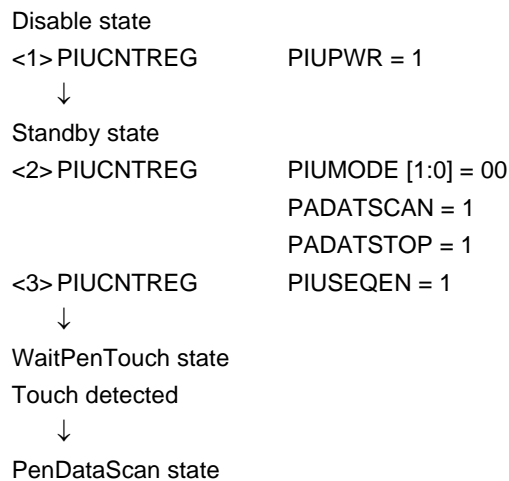 Disable state
<1> PIUCNTREG PIUPWR = 1
↓
Standby state
<2> PIUCNTREG PIUMODE [1:0] = 00
PADATSCAN = 1
PADATSTOP = 1
<3> PIUCNTREG PIUSEQEN = 1
↓
WaitPenTouch state
Touch detected
↓
PenDataScan state